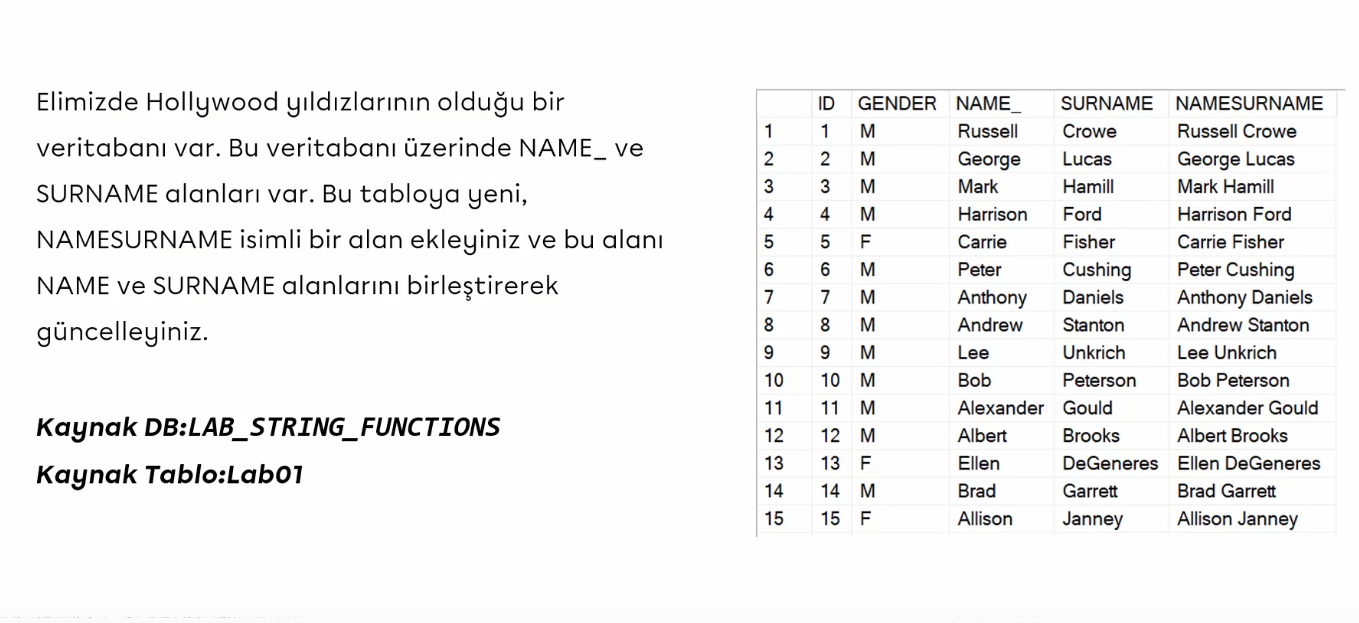 Elimizde Hollywood yıldızlarının olduğu bir
veritabanı var. Bu veritabanı üzerinde NAME_ ve
SURNAME alanları var. Bu tabloya yeni,
NAMESURNAME isimli bir alan ekleyiniz ve bu alanı
NAME ve SURNAME alanlarını birleştirerek
güncelleyiniz.
Kaynak DB:LAB_STRING_FUNCTIONS
Kaynak Tablo:Lab01
ID GENDER NAME_ SURNAME NAMESURNAME
1 1 M Russell Crowe Russell Crowe
2 2 M George Lucas George Lucas
3 3 M Mark Hamill Mark Hamill
4 4 M Harrison Ford Harrison Ford
5 5 F Carrie Fisher Carrie Fisher
6 6 M Peter Cushing Peter Cushing
7 7 M Anthony Daniels Anthony Daniels
8 8 M Andrew Stanton Andrew Stanton
9 9 M Lee Unkrich Lee Unkrich
10 10 M Bob Peterson Bob Peterson
11 11 M Alexander Gould Alexander Gould
12 12 M Albert Brooks Albert Brooks
13 13 F Ellen DeGeneres Ellen DeGeneres
14 14 M Brad Garrett Brad Garrett
15 15 F Allison Janney Allison Janney